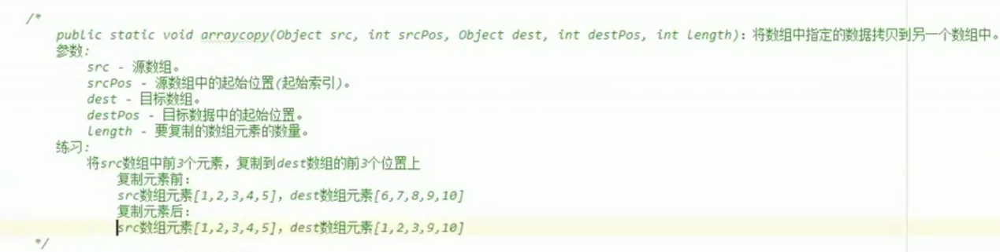 /*
public static void arraycopy(Object src, int srcPos, Object dest, int destPos, int length)：将数组中指定的数据拷贝到另一个数组中。
参数:
src - 源数组。
srcPos - 源数组中的起始位置(起始索引)。
dest - 目标数组。
destPos - 目标数据中的起始位置。
length - 要复制的数组元素的数量。
练习:
将src数组中前3个元素，复制到dest数组的前3个位置上
复制元素前:
src数组元素[1,2,3,4,5]，dest数组元素[6,7,8,9,10]
复制元素后:
src数组元素[1,2,3,4,5]，dest数组元素[1,2,3,9,10]
*/